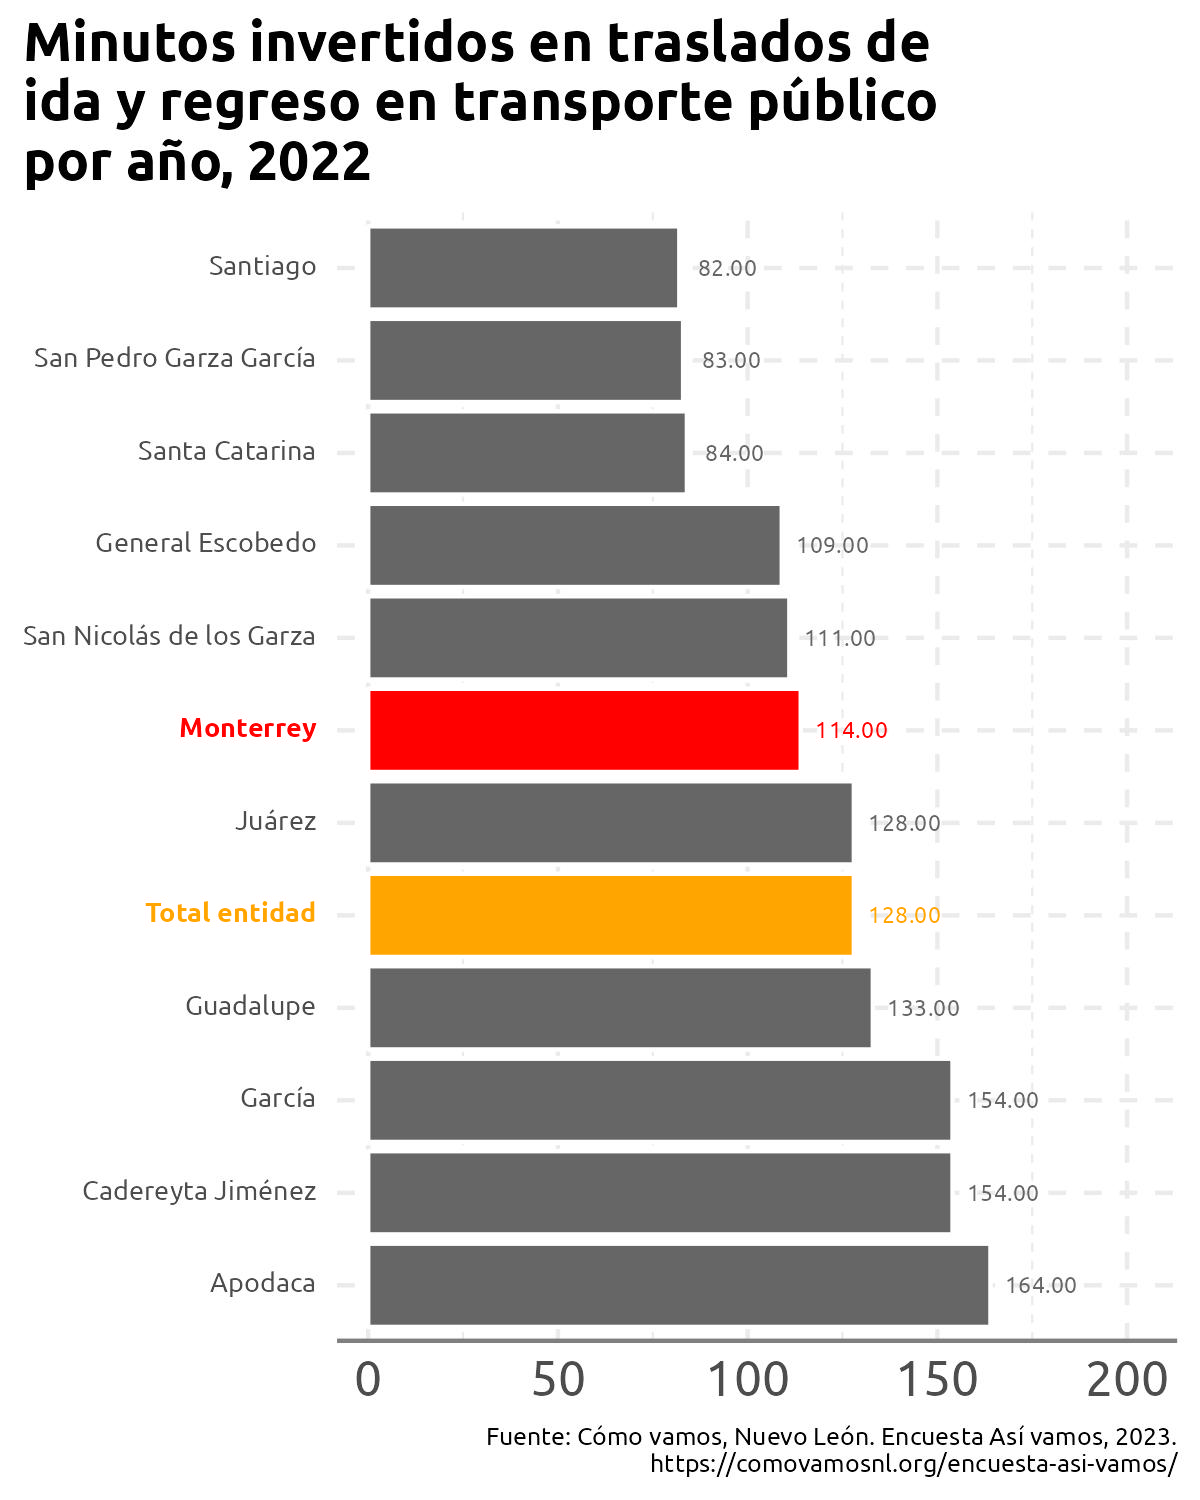 Minutos invertidos en traslados de
ida y regreso en transporte público
por año, 2022
Santiago 82.00
San Pedro Garza García 83.00
Santa Catarina 84.00
General Escobedo 109.00
San Nicolás de los Garza 111.00
Monterrey 114.00
Juárez 128.00
Total entidad 128.00
Guadalupe 133.00
García 154.00
Cadereyta Jiménez 154.00
Apodaca 164.00
0 50 100 150 200
Fuente: Cómo vamos, Nuevo León. Encuesta Así vamos, 2023.
https://comovamosnl.org/encuesta-asi-vamos/